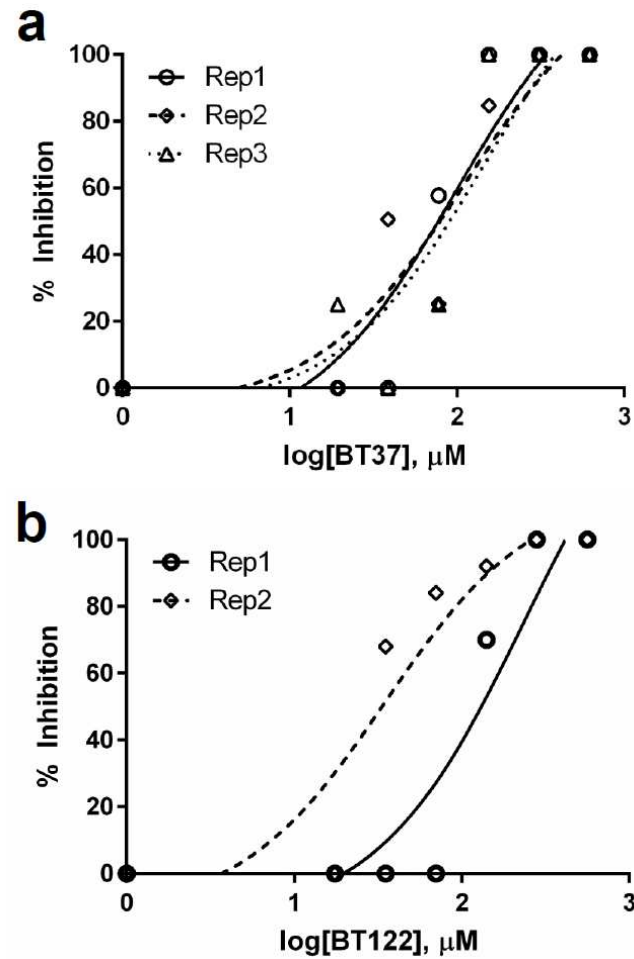 a
100
80
60
40
20
0
% Inhibition
Rep1
Rep2
Rep3
0 1 2 3
log[BT37], μM
b
100
80
60
40
20
0
% Inhibition
Rep1
Rep2
0 1 2 3
log[BT122], μM